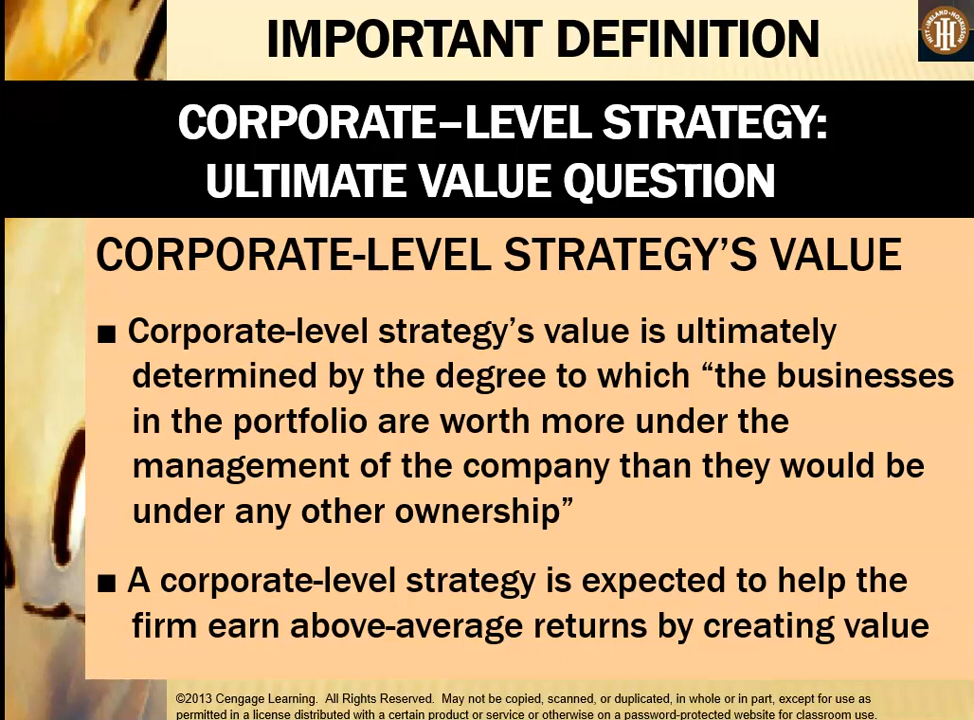 IMPORTANT DEFINITION
HITT•IRELAND•HOSKISSON
CORPORATE–LEVEL STRATEGY:
ULTIMATE VALUE QUESTION
CORPORATE-LEVEL STRATEGY’S VALUE
■ Corporate-level strategy’s value is ultimately
determined by the degree to which “the businesses
in the portfolio are worth more under the
management of the company than they would be
under any other ownership”
■ A corporate-level strategy is expected to help the
firm earn above-average returns by creating value
©2013 Cengage Learning. All Rights Reserved. May not be copied, scanned, or duplicated, in whole or in part, except for use as
permitted in a license distributed with a certain product or service or otherwise on a password-protected website for classroom use.